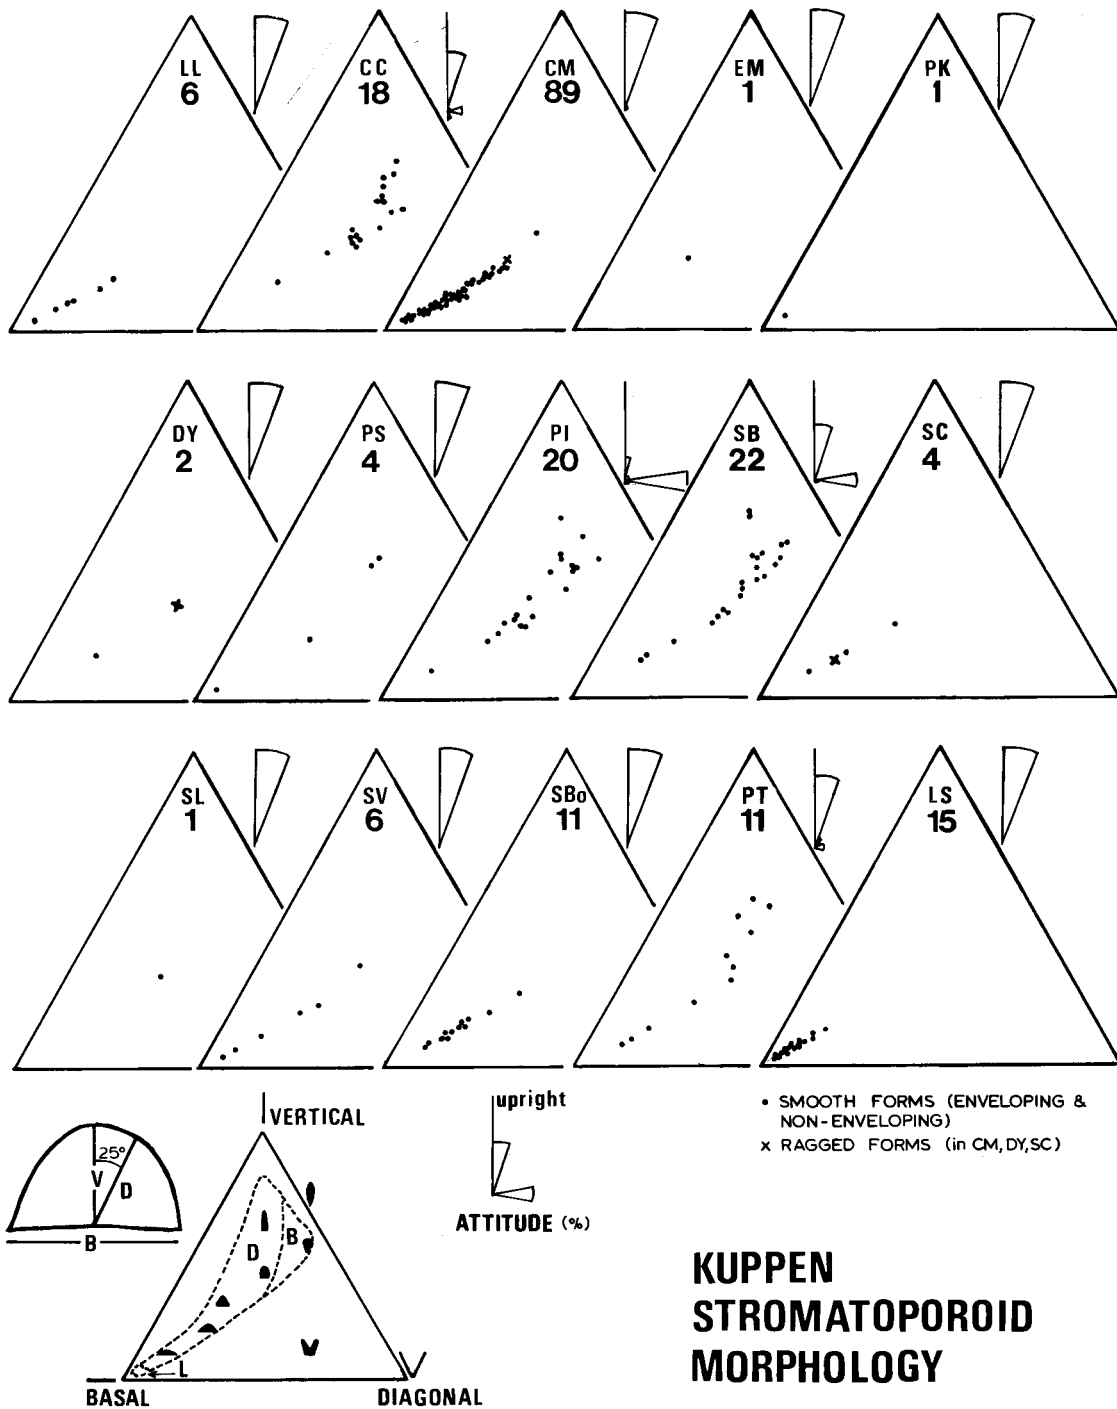 LL
6
CC
18
CM
89
EM
1
PK
1
DY
2
PS
4
PI
20
SB
22
SC
4
SL
1
SV
6
SBo
11
PT
11
LS
15
• SMOOTH FORMS (ENVELOPING &
NON-ENVELOPING)
x RAGGED FORMS (in CM, DY, SC)
25°
V
D
B
VERTICAL
D
B
L
BASAL
DIAGONAL
upright
ATTITUDE (%)
KUPPEN
STROMATOPOROID
MORPHOLOGY